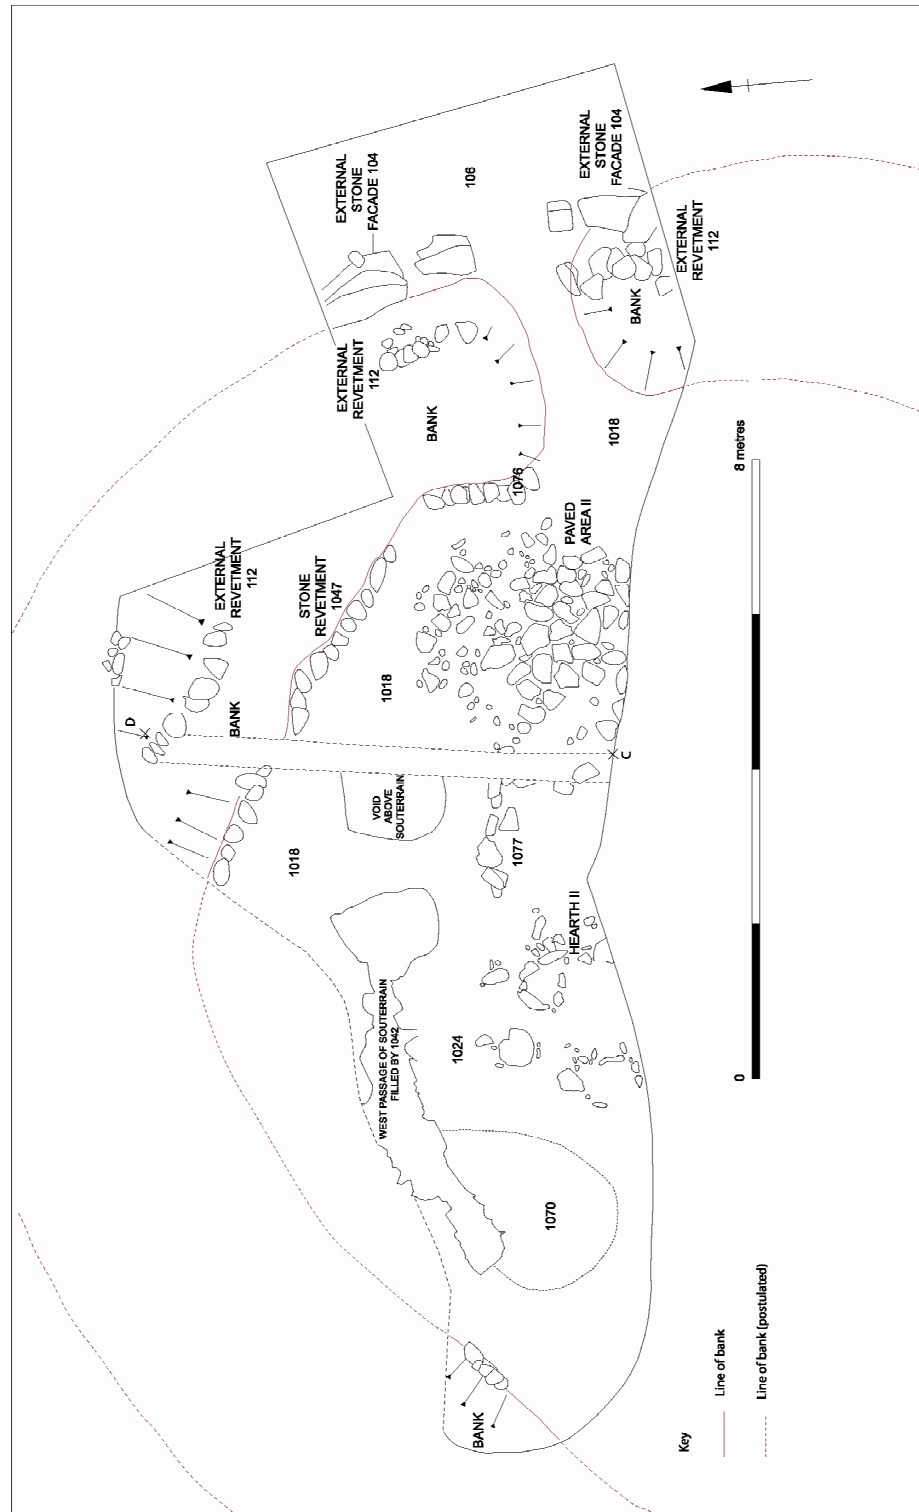 EXTERNAL
STONE
FACADE 104
106
EXTERNAL
STONE
FACADE 104
EXTERNAL
REVETMENT
112
BANK
EXTERNAL
REVETMENT
112
BANK
1018
8 metres
1076
PAVED
AREA II
EXTERNAL
REVETMENT
112
STONE
REVETMENT
1047
1018
D
BANK
C
VOID
ABOVE
SOUTERRAIN
1018
1077
HEARTH II
WEST PASSAGE OF SOUTERRAIN
FILLED BY 1042
1024
0
1070
BANK
Key
Line of bank
Line of bank (postulated)